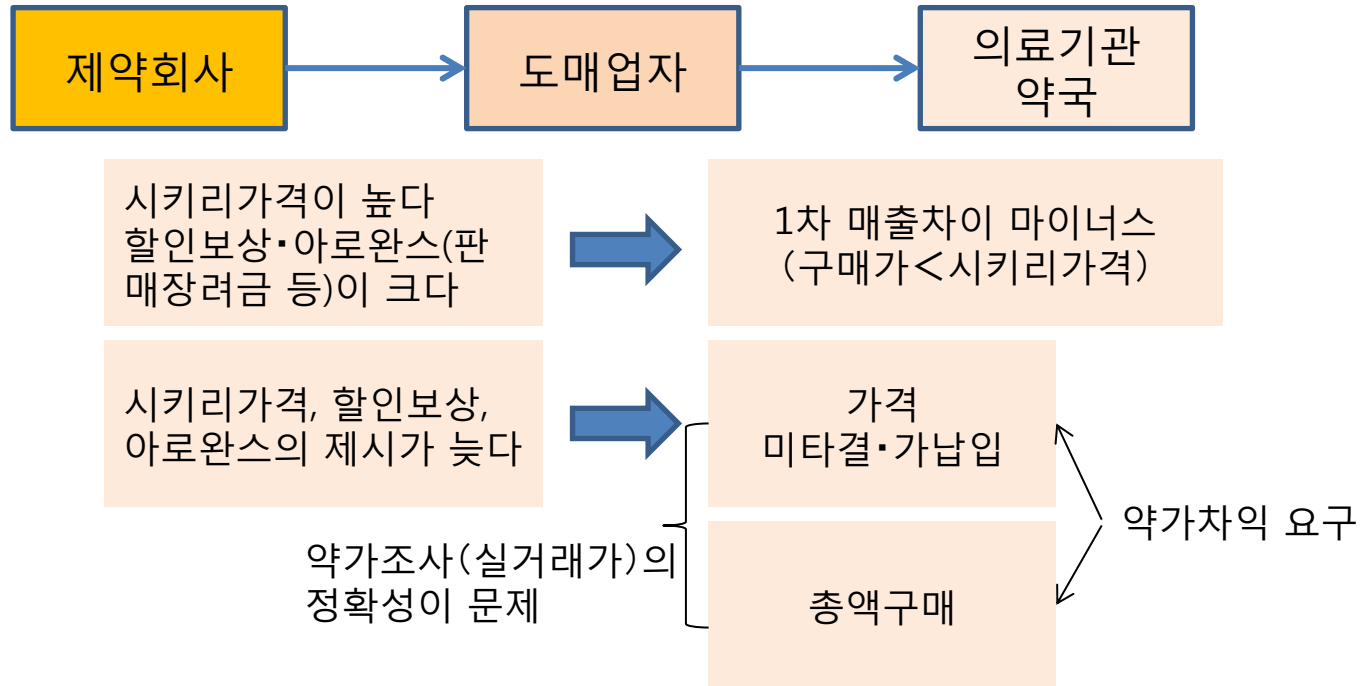 제약회사
도매업자
의료기관
약국
시키리가격이 높다
할인보상▪아로완스(판
매장려금 등)이 크다
1차 매출차이 마이너스
(구매가<시키리가격)
시키리가격, 할인보상,
아로완스의 제시가 늦다
가격
미타결▪가납입
약가차익 요구
약가조사(실거래가)의
정확성이 문제
총액구매